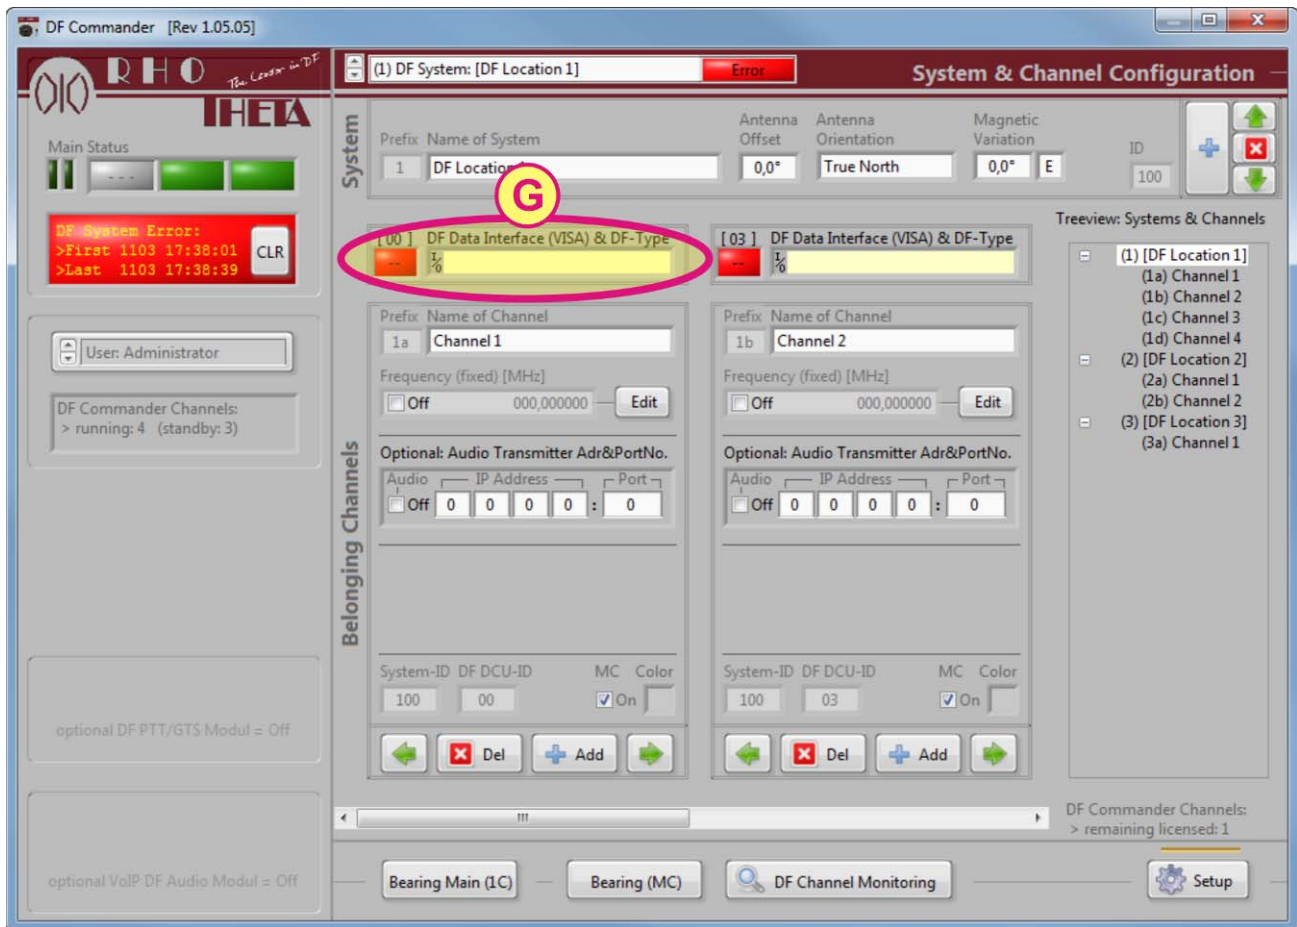 DF Commander [Rev 1.05.05]
RHO The Leader in DF
THETA
Main Status
- - -
DF System Error:
>First 1103 17:38:01
>Last 1103 17:38:39
CLR
User: Administrator
DF Commander Channels:
> running: 4 (standby: 3)
optional DF PTT/GTS Modul = Off
optional VoIP DF Audio Modul = Off
(1) DF System: [DF Location 1]
Error
System & Channel Configuration
System
Prefix Name of System
Antenna Offset
Antenna Orientation
Magnetic Variation
ID
1 DF Location
0,0° True North 0,0° E
100
G
[ 00 ] DF Data Interface (VISA) & DF-Type
-- I/O
[ 03 ] DF Data Interface (VISA) & DF-Type
-- I/O
Belonging Channels
Prefix Name of Channel
1a Channel 1
Frequency (fixed) [MHz]
Off 000,000000 Edit
Optional: Audio Transmitter Adr&PortNo.
Audio IP Address Port
Off 0 0 0 0 : 0
System-ID DF DCU-ID MC Color
100 00 On
Del Add
Prefix Name of Channel
1b Channel 2
Frequency (fixed) [MHz]
Off 000,000000 Edit
Optional: Audio Transmitter Adr&PortNo.
Audio IP Address Port
Off 0 0 0 0 : 0
System-ID DF DCU-ID MC Color
100 03 On
Del Add
Treeview: Systems & Channels
(1) [DF Location 1]
(1a) Channel 1
(1b) Channel 2
(1c) Channel 3
(1d) Channel 4
(2) [DF Location 2]
(2a) Channel 1
(2b) Channel 2
(3) [DF Location 3]
(3a) Channel 1
DF Commander Channels:
> remaining licensed: 1
Bearing Main (1C)
Bearing (MC)
DF Channel Monitoring
Setup